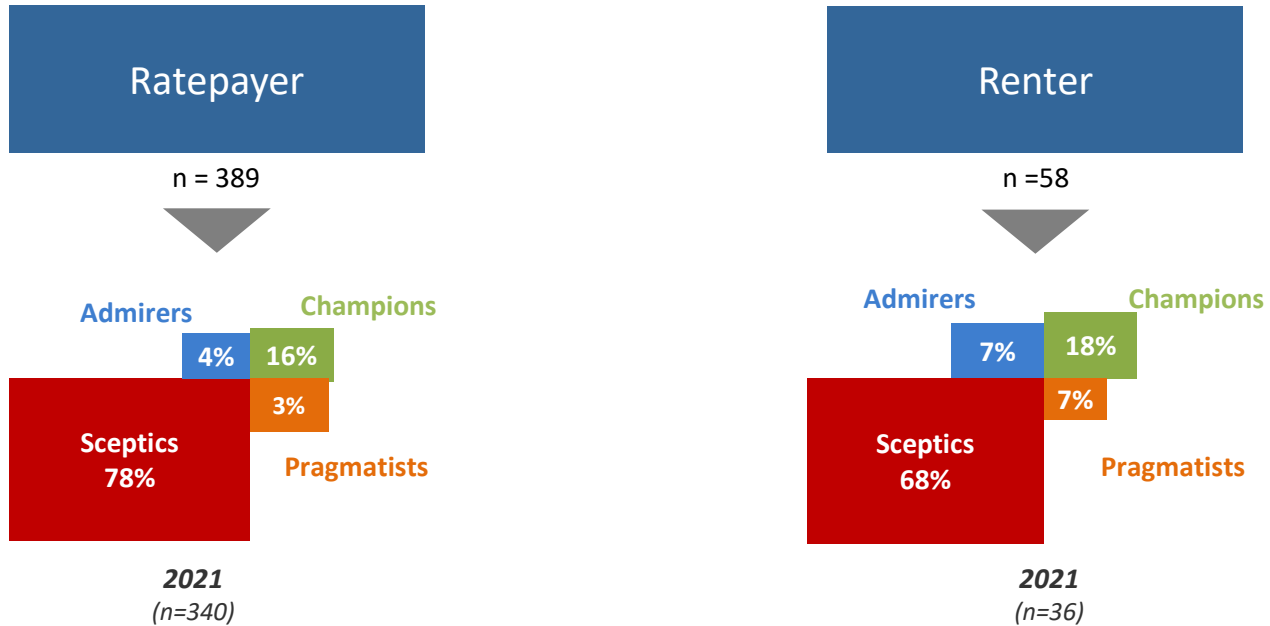 Ratepayer
n = 389
Admirers
Champions
4%
16%
3%
Sceptics
78%
Pragmatists
2021
(n=340)
Renter
n =58
Admirers
Champions
7%
18%
7%
Sceptics
68%
Pragmatists
2021
(n=36)